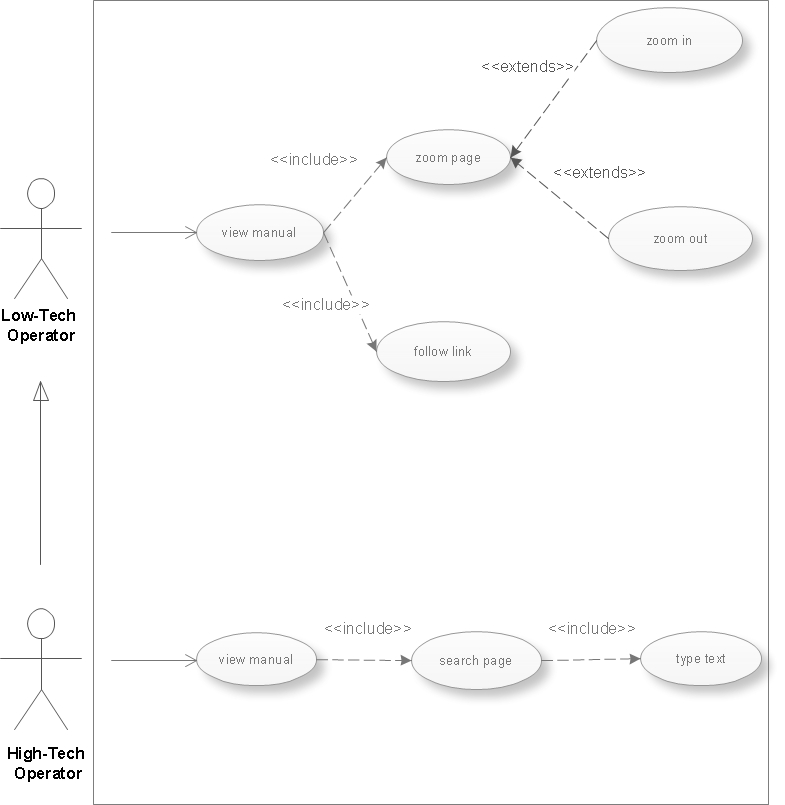 zoom in
<<extends>>
<<include>>
zoom page
<<extends>>
view manual
zoom out
<<include>>
Low-Tech
Operator
follow link
<<include>>
<<include>>
view manual
search page
type text
High-Tech
Operator